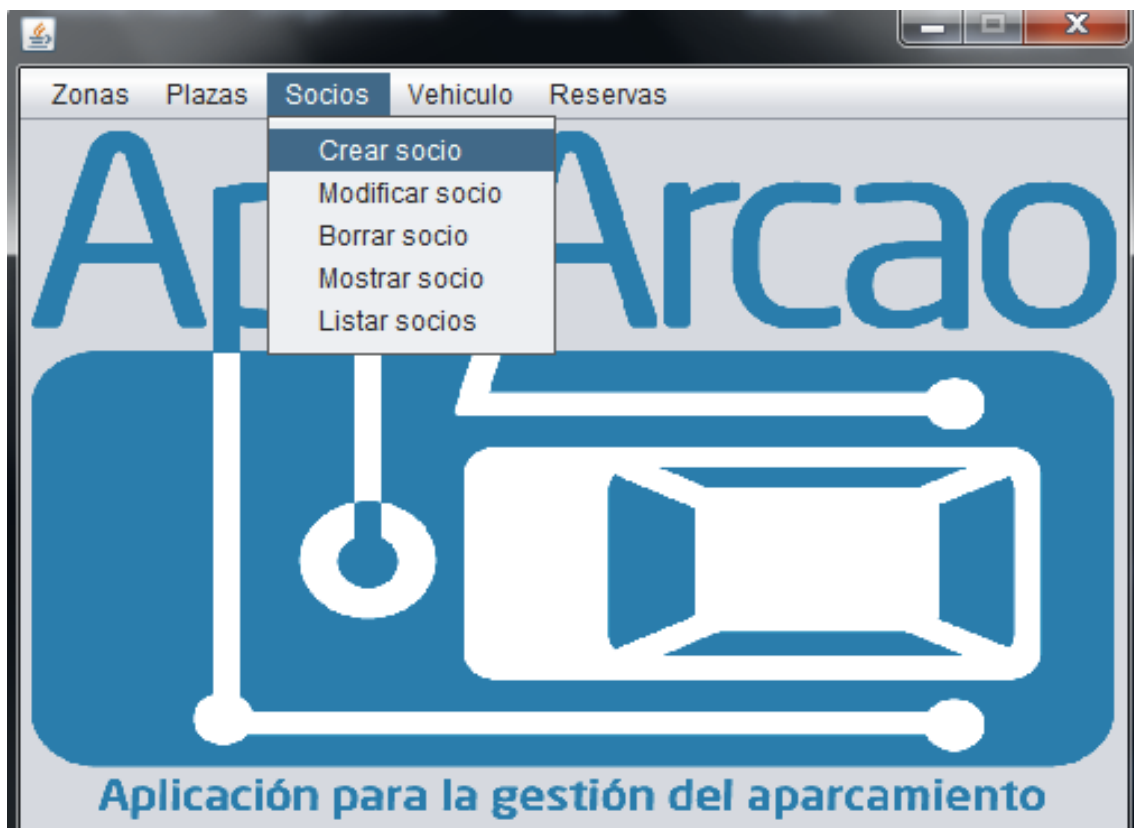 Zonas Plazas Socios Vehiculo Reservas
Crear socio
Modificar socio
Borrar socio
Mostrar socio
Listar socios
Arcao
Aplicación para la gestión del aparcamiento